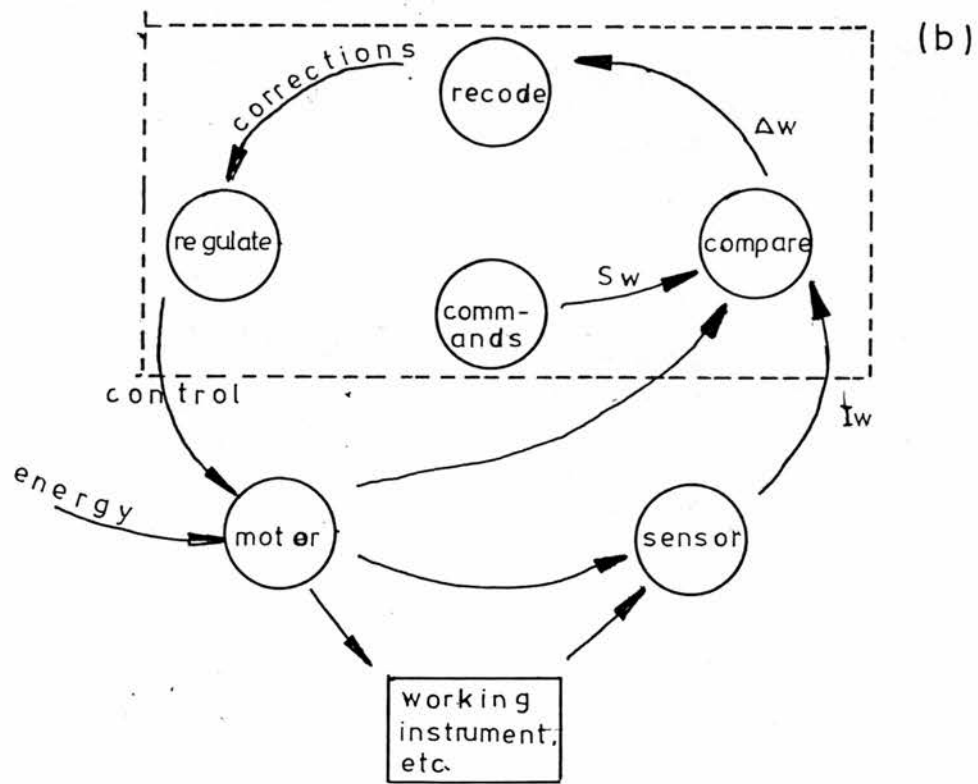 (b)
corrections
recode
Δw
regulate
compare
Sw
comm-
ands
control
Iw
energy
motor
sensor
working
instrument,
etc.